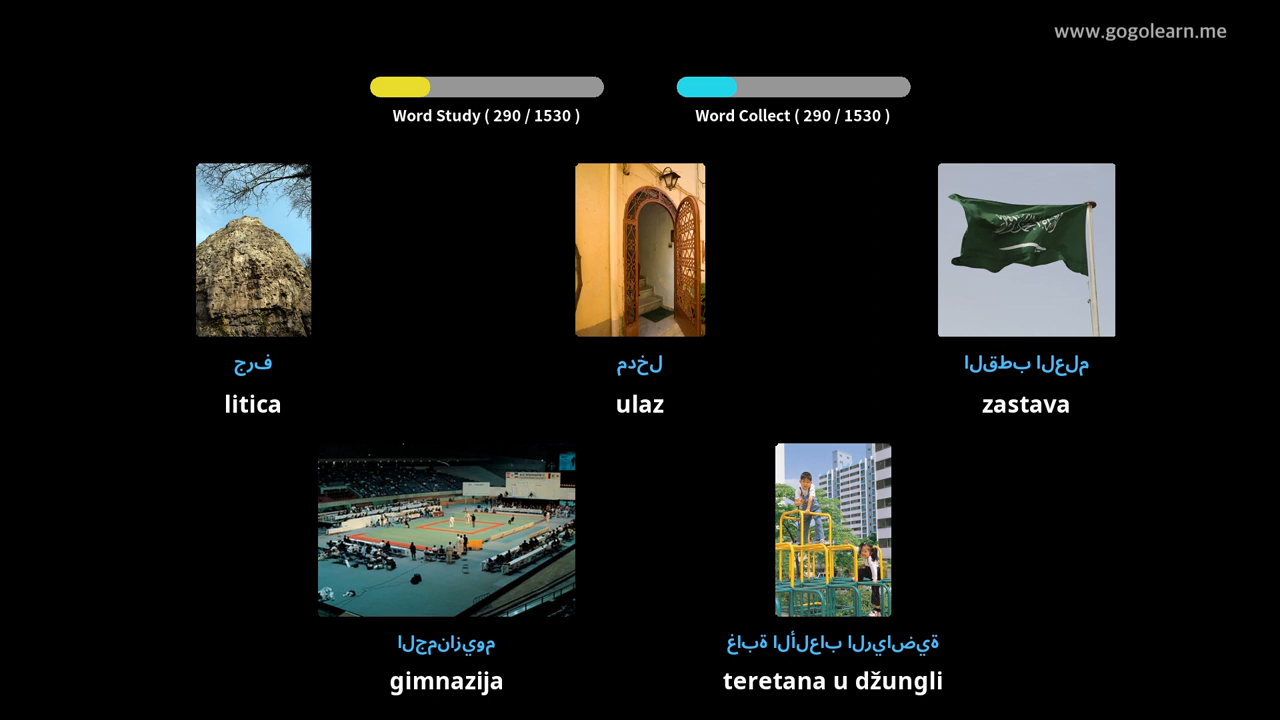 www.gogolearn.me
Word Study ( 290 / 1530 )
Word Collect ( 290 / 1530 )
جرف
litica
مدخل
ulaz
القطب العلم
zastava
الجمنازيوم
gimnazija
غابة الألعاب الرياضية
teretana u džungli